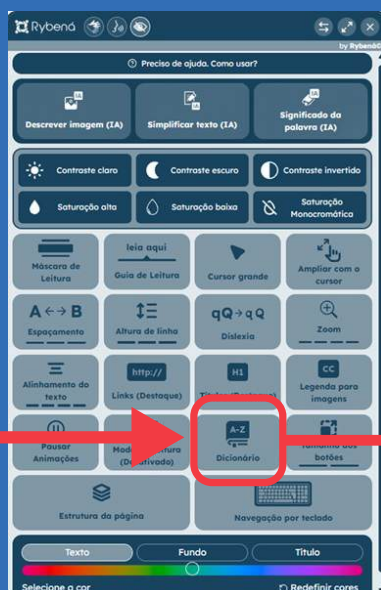 Rybená
by Rybená
Preciso de ajuda. Como usar?
IA
Descrever imagem (IA)
IA
Simplificar texto (IA)
IA
Significado da
palavra (IA)
Contraste
claro
Contraste escuro
Contraste invertido
Saturação
alta
Saturação baixa
Saturação
Monocromática
Máscara de
Leitura
leia aqui
Guia de Leitura
Cursor grande
Ampliar com o
cursor
A ↔ B
Espaçamento
Altura de linha
qQ→qQ
Dislexia
Zoom
Alinhamento do
texto
http://
Links (Destaque)
H1
CC
Legenda para
imagens
Pausar
Animações
A-Z
Dicionário
botões
Estrutura da página
Navegação por teclado
Texto
Fundo
Título
Selecione a cor
Redefinir cores